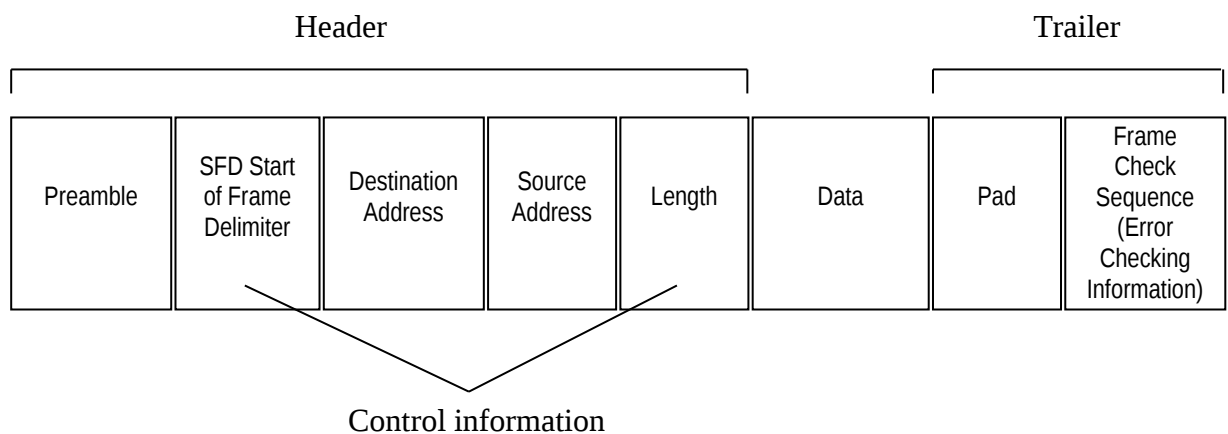 Header
Trailer
Preamble
SFD Start
of Frame
Delimiter
Destination
Address
Source
Address
Length
Data
Pad
Frame
Check
Sequence
(Error
Checking
Information)
Control information